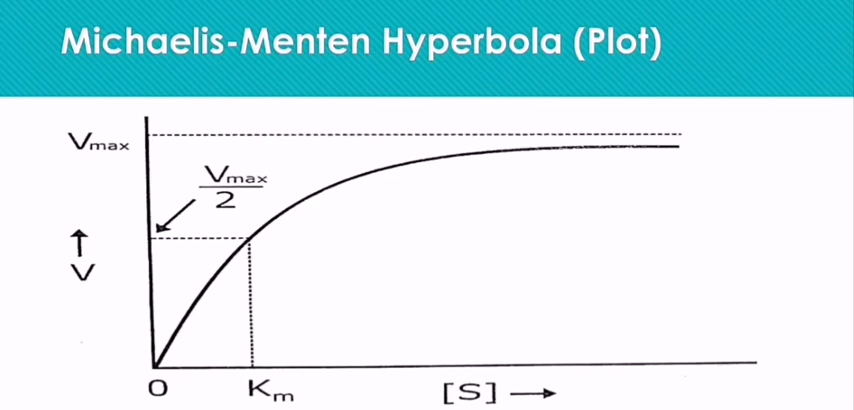 Michaelis-Menten Hyperbola (Plot)
Vmax
Vmax
2
↑
V
0
Km
[S] →